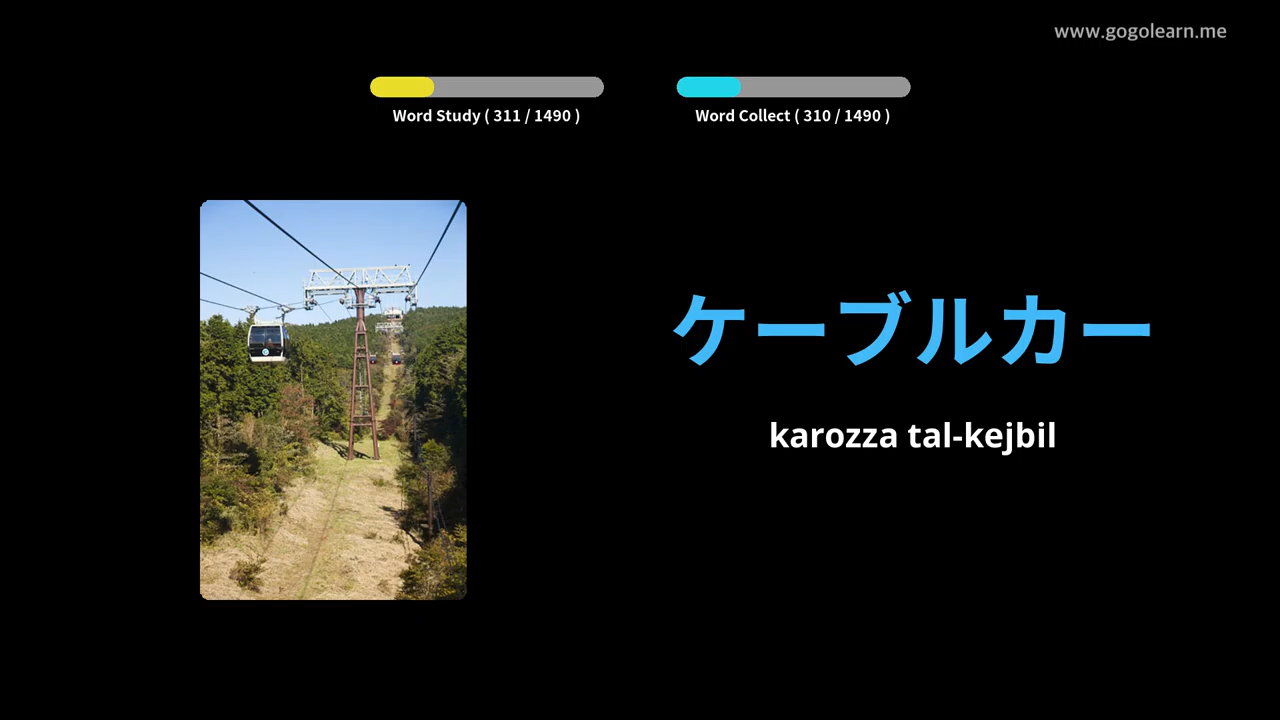 www.gogolearn.me
Word Study ( 311 / 1490 )
Word Collect ( 310 / 1490 )
ケーブルカー
karozza tal-kejbil